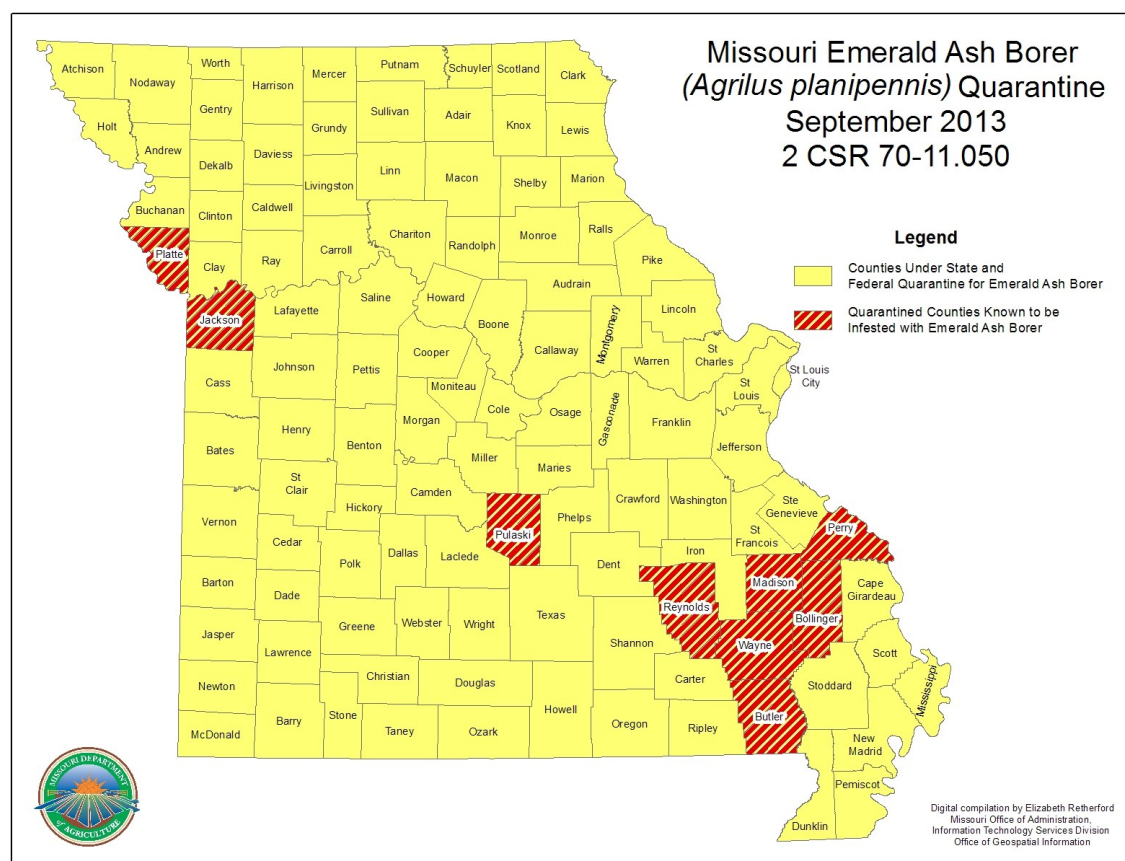 Missouri Emerald Ash Borer
(Agrilus planipennis) Quarantine
September 2013
2 CSR 70-11.050
Legend
Counties Under State and
Federal Quarantine for Emerald Ash Borer
Quarantined Counties Known to be
Infested with Emerald Ash Borer
Atchison
Nodaway
Worth
Harrison
Mercer
Putnam
Schuyler
Scotland
Clark
Holt
Gentry
Grundy
Sullivan
Adair
Knox
Lewis
Andrew
Dekalb
Daviess
Livingston
Linn
Macon
Shelby
Marion
Buchanan
Clinton
Caldwell
Carroll
Chariton
Randolph
Monroe
Ralls
Pike
Platte
Clay
Ray
Saline
Howard
Boone
Audrain
Lincoln
Jackson
Lafayette
Cooper
Callaway
Montgomery
Warren
St
Charles
St Louis
City
St
Louis
Cass
Johnson
Pettis
Moniteau
Cole
Osage
Gasconade
Franklin
Jefferson
Bates
Henry
Benton
Morgan
Miller
Maries
St
Clair
Hickory
Camden
Pulaski
Phelps
Crawford
Washington
Ste
Genevieve
St
Francois
Perry
Vernon
Cedar
Polk
Dallas
Laclede
Dent
Iron
Madison
Cape
Girardeau
Barton
Dade
Greene
Webster
Wright
Texas
Shannon
Reynolds
Wayne
Bollinger
Scott
Mississippi
Jasper
Lawrence
Christian
Douglas
Howell
Carter
Butler
Stoddard
Newton
McDonald
Barry
Stone
Taney
Ozark
Oregon
Ripley
New
Madrid
Pemiscot
Dunklin
MISSOURI DEPARTMENT
of AGRICULTURE
Digital compilation by Elizabeth Retherford
Missouri Office of Administration,
Information Technology Services Division
Office of Geospatial Information